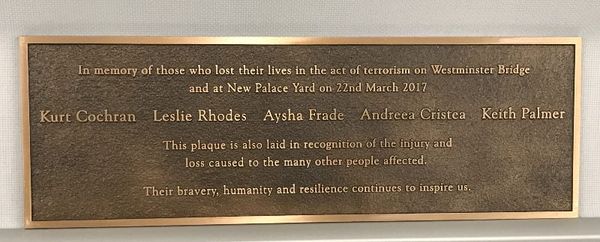 In memory of those who lost their lives in the act of terrorism on Westminster Bridge
and at New Palace Yard on 22nd March 2017
Kurt Cochran Leslie Rhodes Aysha Frade Andreea Cristea Keith Palmer
This plaque is also laid in recognition of the injury and
loss caused to the many other people affected.
Their bravery, humanity and resilience continues to inspire us.